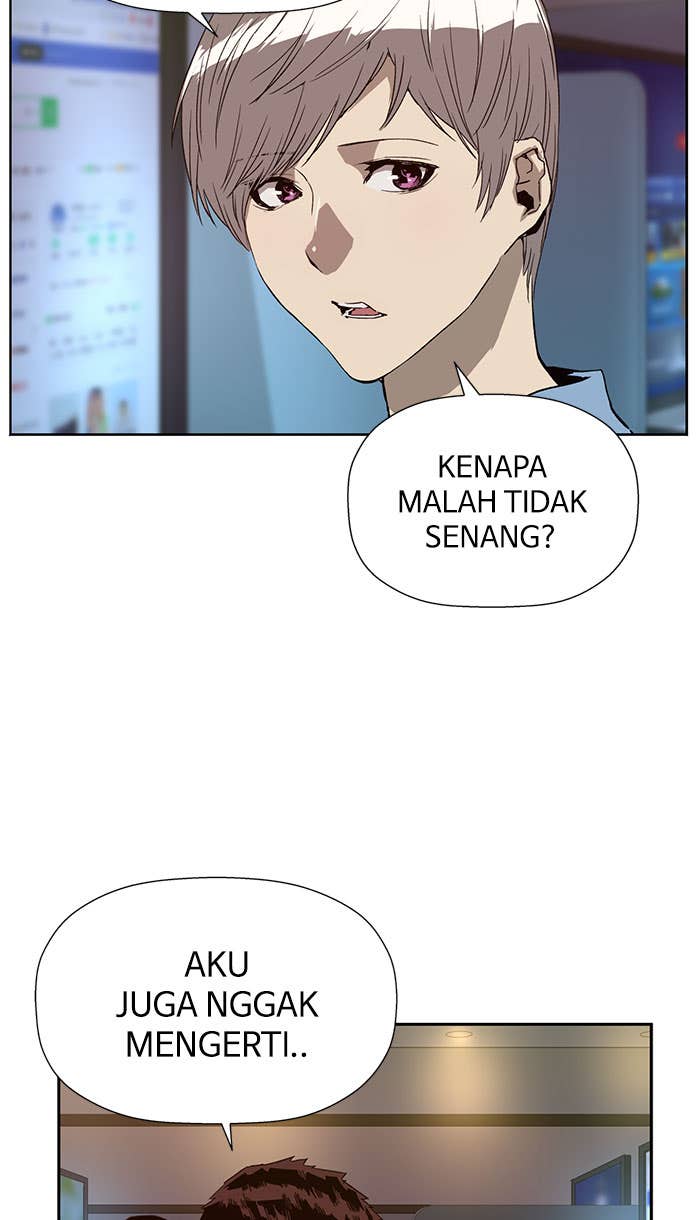 KENAPA
MALAH TIDAK
SENANG?
AKU
JUGA NGGAK
MENGERTI..